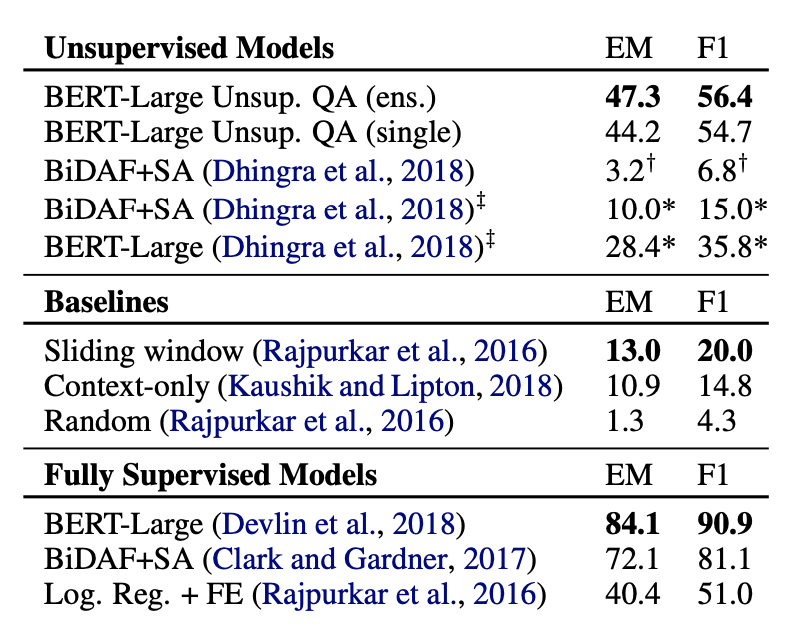 Unsupervised Models EM F1
BERT-Large Unsup. QA (ens.) 47.3 56.4
BERT-Large Unsup. QA (single) 44.2 54.7
BiDAF+SA (Dhingra et al., 2018) 3.2† 6.8†
BiDAF+SA (Dhingra et al., 2018)‡ 10.0* 15.0*
BERT-Large (Dhingra et al., 2018)‡ 28.4* 35.8*
Baselines EM F1
Sliding window (Rajpurkar et al., 2016) 13.0 20.0
Context-only (Kaushik and Lipton, 2018) 10.9 14.8
Random (Rajpurkar et al., 2016) 1.3 4.3
Fully Supervised Models EM F1
BERT-Large (Devlin et al., 2018) 84.1 90.9
BiDAF+SA (Clark and Gardner, 2017) 72.1 81.1
Log. Reg. + FE (Rajpurkar et al., 2016) 40.4 51.0